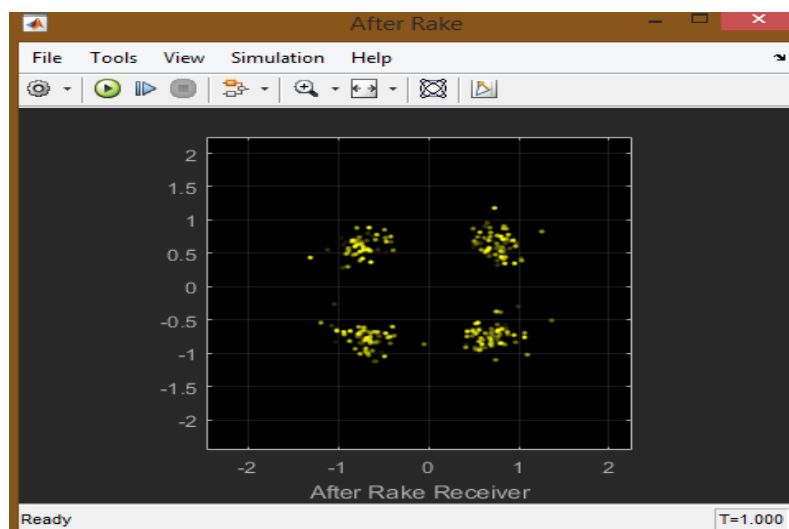 After Rake
File Tools View Simulation Help
2
1.5
1
0.5
0
-0.5
-1
-1.5
-2
-2 -1 0 1 2
After Rake Receiver
Ready T=1.000